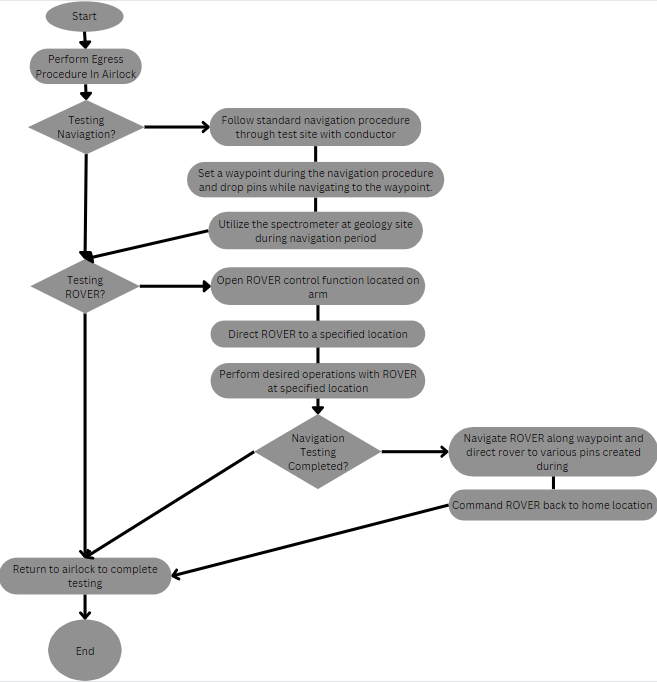 Start
Perform Egress
Procedure In Airlock
Testing
Naviagtion?
Follow standard navigation procedure
through test site with conductor
Set a waypoint during the navigation procedure
and drop pins while navigating to the waypoint.
Utilize the spectrometer at geology site
during navigation period
Testing
ROVER?
Open ROVER control function located on
arm
Direct ROVER to a specified location
Perform desired operations with ROVER
at specified location
Navigation
Testing
Completed?
Navigate ROVER along waypoint and
direct rover to various pins created
during
Command ROVER back to home location
Return to airlock to complete
testing
End